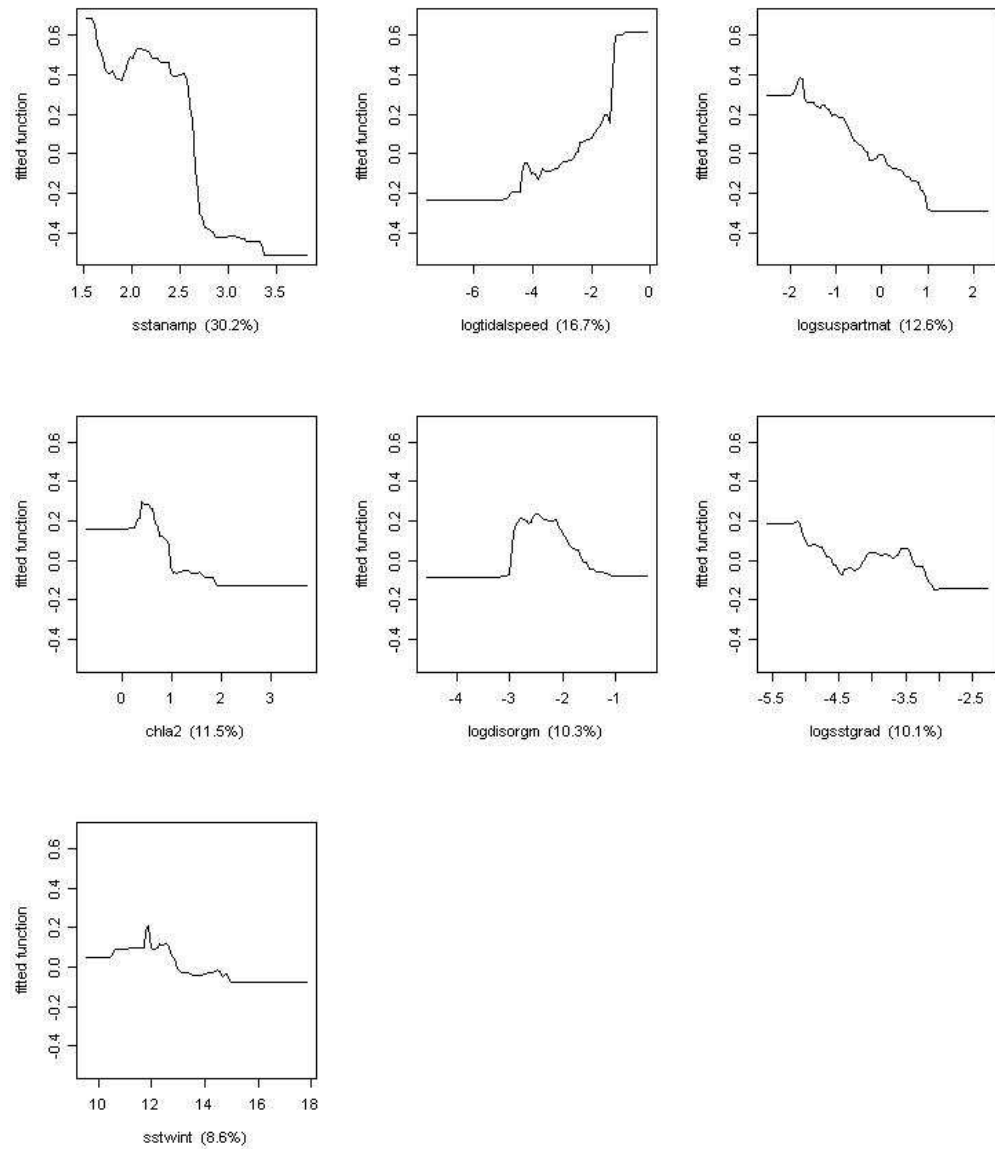 fitted function
-0.4 -0.2 0.0 0.2 0.4 0.6
1.5 2.0 2.5 3.0 3.5
sstanamp (30.2%)
fitted function
-0.4 -0.2 0.0 0.2 0.4 0.6
-6 -4 -2 0
logtidalspeed (16.7%)
fitted function
-0.4 -0.2 0.0 0.2 0.4 0.6
-2 -1 0 1 2
logsuspartmat (12.6%)
fitted function
-0.4 -0.2 0.0 0.2 0.4 0.6
0 1 2 3
chla2 (11.5%)
fitted function
-0.4 -0.2 0.0 0.2 0.4 0.6
-4 -3 -2 -1
logdisorgm (10.3%)
fitted function
-0.4 -0.2 0.0 0.2 0.4 0.6
-5.5 -4.5 -3.5 -2.5
logsstgrad (10.1%)
fitted function
-0.4 -0.2 0.0 0.2 0.4 0.6
10 12 14 16 18
sstwint (8.6%)